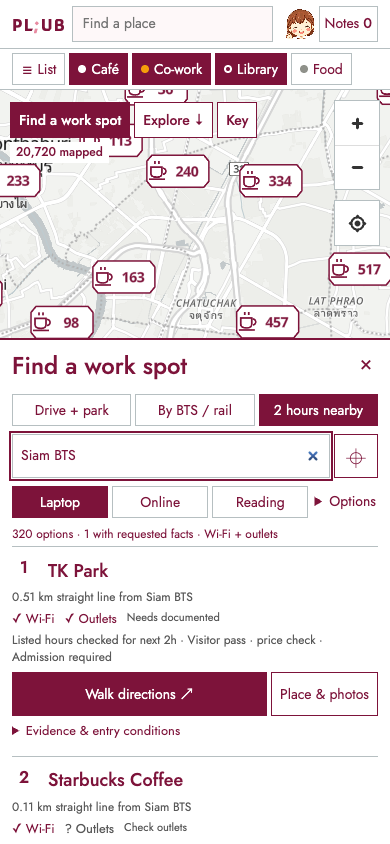 PL;UB
Find a place
Notes 0
≡ List
Café
Co-work
Library
Food
Find a work spot
Explore ↓
Key
113
20,720 mapped
233
240
334
517
163
CHATUCHAK
จตุจักร
LAT PHRAO
ลาดพร้าว
98
457
Find a work spot
×
Drive + park
By BTS / rail
2 hours nearby
Siam BTS
×
Laptop
Online
Reading
▶ Options
320 options · 1 with requested facts · Wi-Fi + outlets
1 TK Park
0.51 km straight line from Siam BTS
✓ Wi-Fi ✓ Outlets Needs documented
Listed hours checked for next 2h · Visitor pass · price check ·
Admission required
Walk directions ↗
Place & photos
▶ Evidence & entry conditions
2 Starbucks Coffee
0.11 km straight line from Siam BTS
✓ Wi-Fi ? Outlets Check outlets